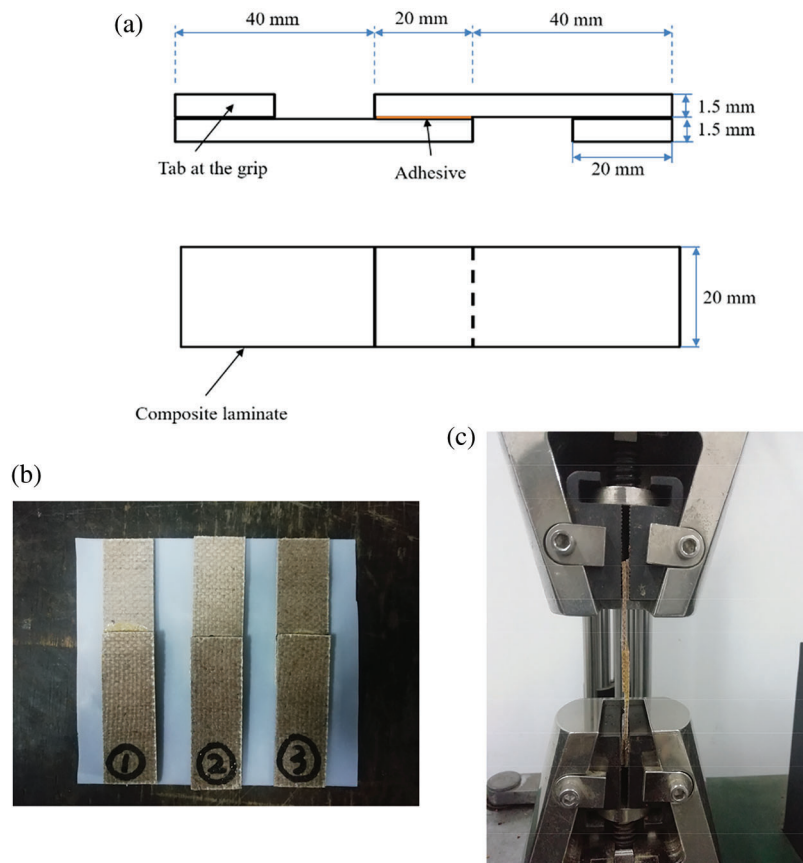 (a)
40 mm
20 mm
40 mm
1.5 mm
1.5 mm
Tab at the grip
Adhesive
20 mm
20 mm
Composite laminate
(c)
(b)
1
2
3